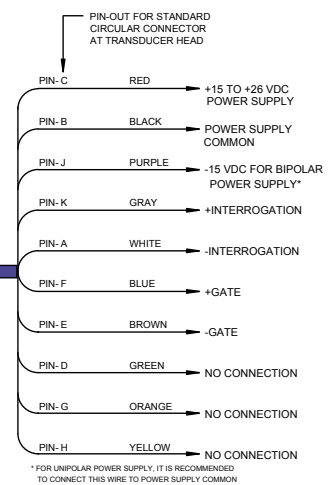 PIN-OUT FOR STANDARD
CIRCULAR CONNECTOR
AT TRANSDUCER HEAD
PIN- C RED +15 TO +26 VDC
POWER SUPPLY
PIN- B BLACK POWER SUPPLY
COMMON
PIN- J PURPLE -15 VDC FOR BIPOLAR
POWER SUPPLY*
PIN- K GRAY +INTERROGATION
PIN- A WHITE -INTERROGATION
PIN- F BLUE +GATE
PIN- E BROWN -GATE
PIN- D GREEN NO CONNECTION
PIN- G ORANGE NO CONNECTION
PIN- H YELLOW NO CONNECTION
* FOR UNIPOLAR POWER SUPPLY, IT IS RECOMMENDED
TO CONNECT THIS WIRE TO POWER SUPPLY COMMON